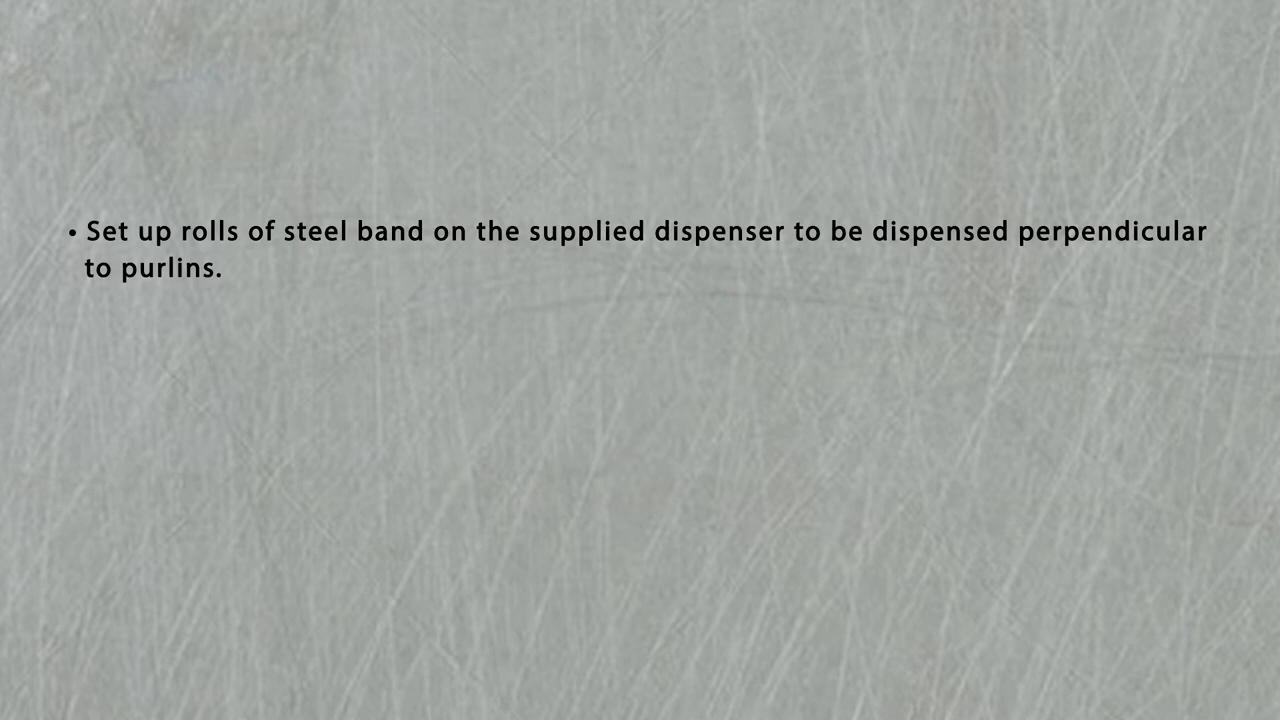 • Set up rolls of steel band on the supplied dispenser to be dispensed perpendicular
to purlins.